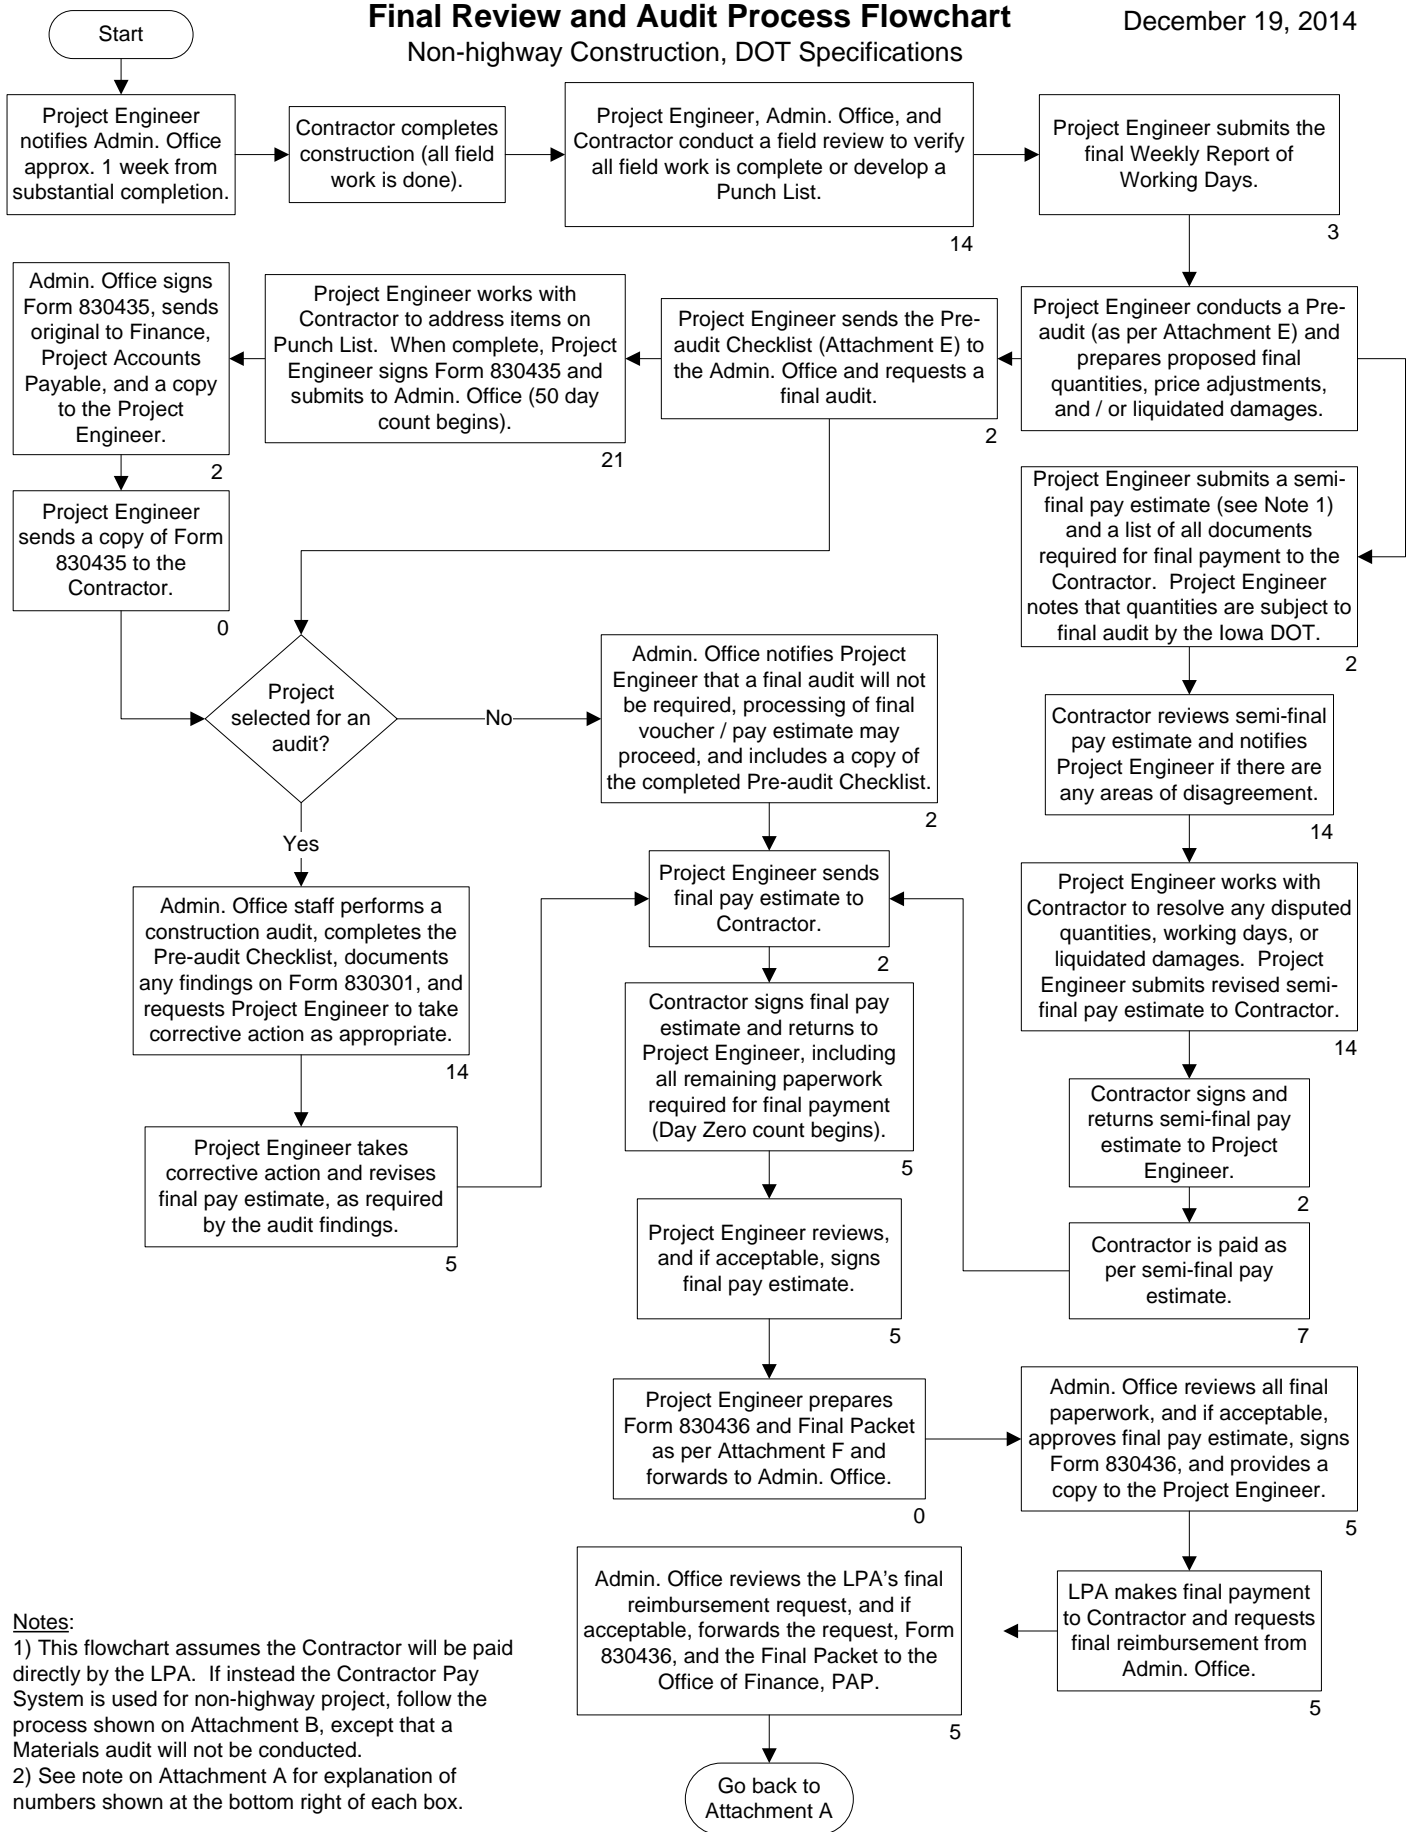 Final Review and Audit Process Flowchart
December 19, 2014
Non-highway Construction, DOT Specifications
Start
Project Engineer
notifies Admin. Office
approx. 1 week from
substantial completion.
Contractor completes
construction (all field
work is done).
Project Engineer, Admin. Office, and
Contractor conduct a field review to verify
all field work is complete or develop a
Punch List.
14
Project Engineer submits the
final Weekly Report of
Working Days.
3
Admin. Office signs
Form 830435, sends
original to Finance,
Project Accounts
Payable, and a copy
to the Project
Engineer.
2
Project Engineer works with
Contractor to address items on
Punch List.  When complete, Project
Engineer signs Form 830435 and
submits to Admin. Office (50 day
count begins).
21
Project Engineer sends the Pre-
audit Checklist (Attachment E) to
the Admin. Office and requests a
final audit.
2
Project Engineer conducts a Pre-
audit (as per Attachment E) and
prepares proposed final
quantities, price adjustments,
and / or liquidated damages.
Project Engineer
sends a copy of Form
830435 to the
Contractor.
0
Project Engineer submits a semi-
final pay estimate (see Note 1)
and a list of all documents
required for final payment to the
Contractor.  Project Engineer
notes that quantities are subject to
final audit by the Iowa DOT.
2
Project
selected for an
audit?
No
Yes
Admin. Office notifies Project
Engineer that a final audit will not
be required, processing of final
voucher / pay estimate may
proceed, and includes a copy of
the completed Pre-audit Checklist.
2
Contractor reviews semi-final
pay estimate and notifies
Project Engineer if there are
any areas of disagreement.
14
Admin. Office staff performs a
construction audit, completes the
Pre-audit Checklist, documents
any findings on Form 830301, and
requests Project Engineer to take
corrective action as appropriate.
14
Project Engineer sends
final pay estimate to
Contractor.
2
Project Engineer works with
Contractor to resolve any disputed
quantities, working days, or
liquidated damages.  Project
Engineer submits revised semi-
final pay estimate to Contractor.
14
Contractor signs final pay
estimate and returns to
Project Engineer, including
all remaining paperwork
required for final payment
(Day Zero count begins).
5
Contractor signs and
returns semi-final pay
estimate to Project
Engineer.
2
Project Engineer takes
corrective action and revises
final pay estimate, as required
by the audit findings.
5
Project Engineer reviews,
and if acceptable, signs
final pay estimate.
5
Contractor is paid as
per semi-final pay
estimate.
7
Project Engineer prepares
Form 830436 and Final Packet
as per Attachment F and
forwards to Admin. Office.
0
Admin. Office reviews all final
paperwork, and if acceptable,
approves final pay estimate, signs
Form 830436, and provides a
copy to the Project Engineer.
5
Admin. Office reviews the LPA's final
reimbursement request, and if
acceptable, forwards the request, Form
830436, and the Final Packet to the
Office of Finance, PAP.
5
LPA makes final payment
to Contractor and requests
final reimbursement from
Admin. Office.
5
Go back to
Attachment A
Notes:
1) This flowchart assumes the Contractor will be paid
directly by the LPA.  If instead the Contractor Pay
System is used for non-highway project, follow the
process shown on Attachment B, except that a
Materials audit will not be conducted.
2) See note on Attachment A for explanation of
numbers shown at the bottom right of each box.